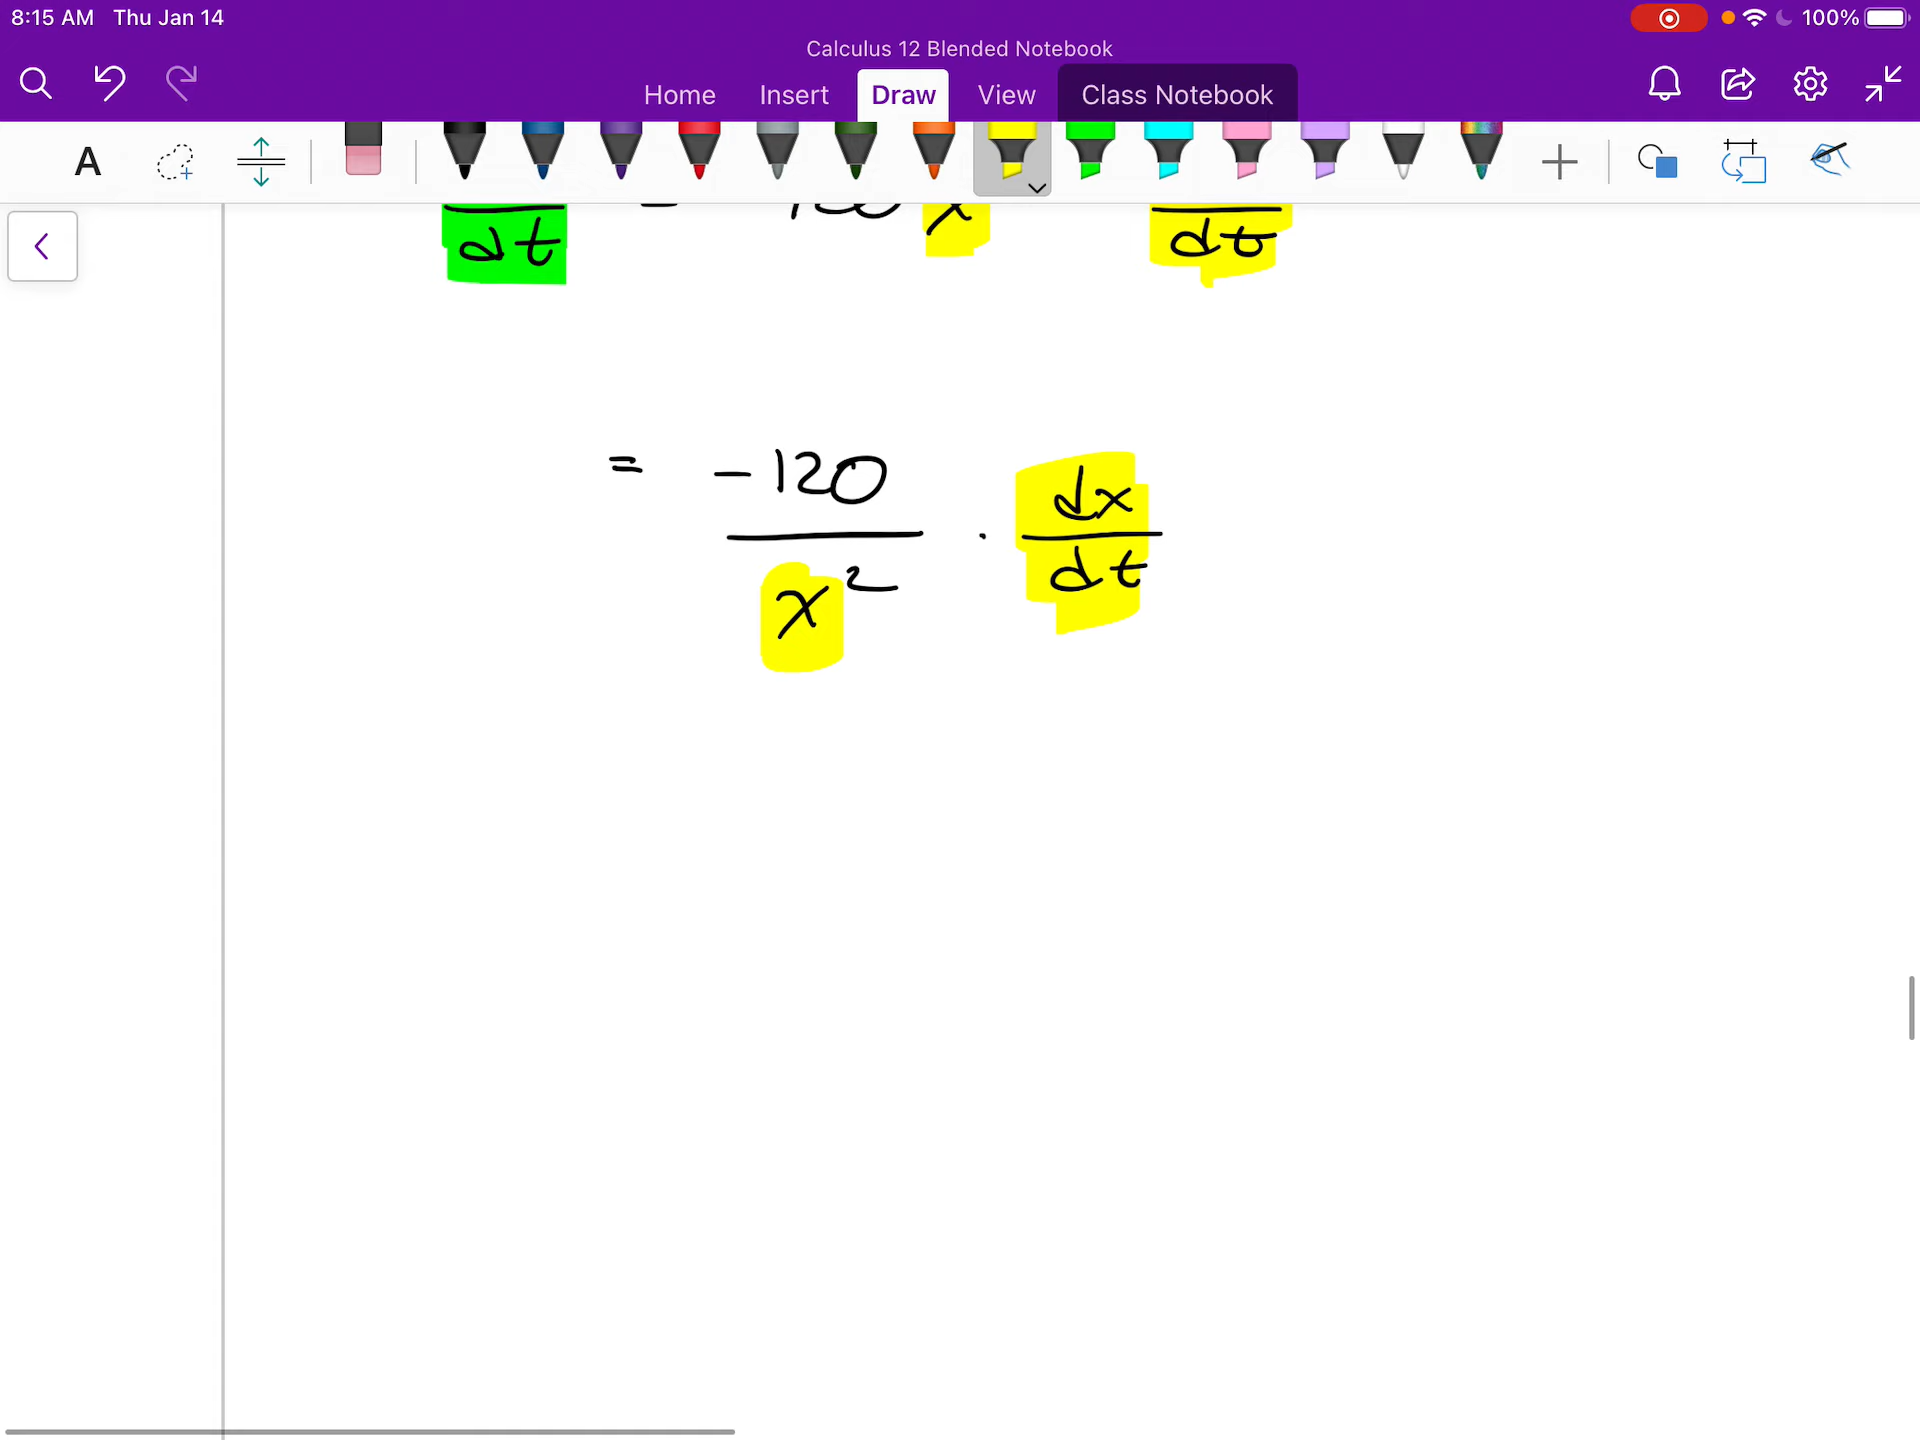 8:15 AM Thu Jan 14 100%
Calculus 12 Blended Notebook
Home Insert Draw View Class Notebook
A
dt = 120 x dt
= -120 · dx
dt
x²